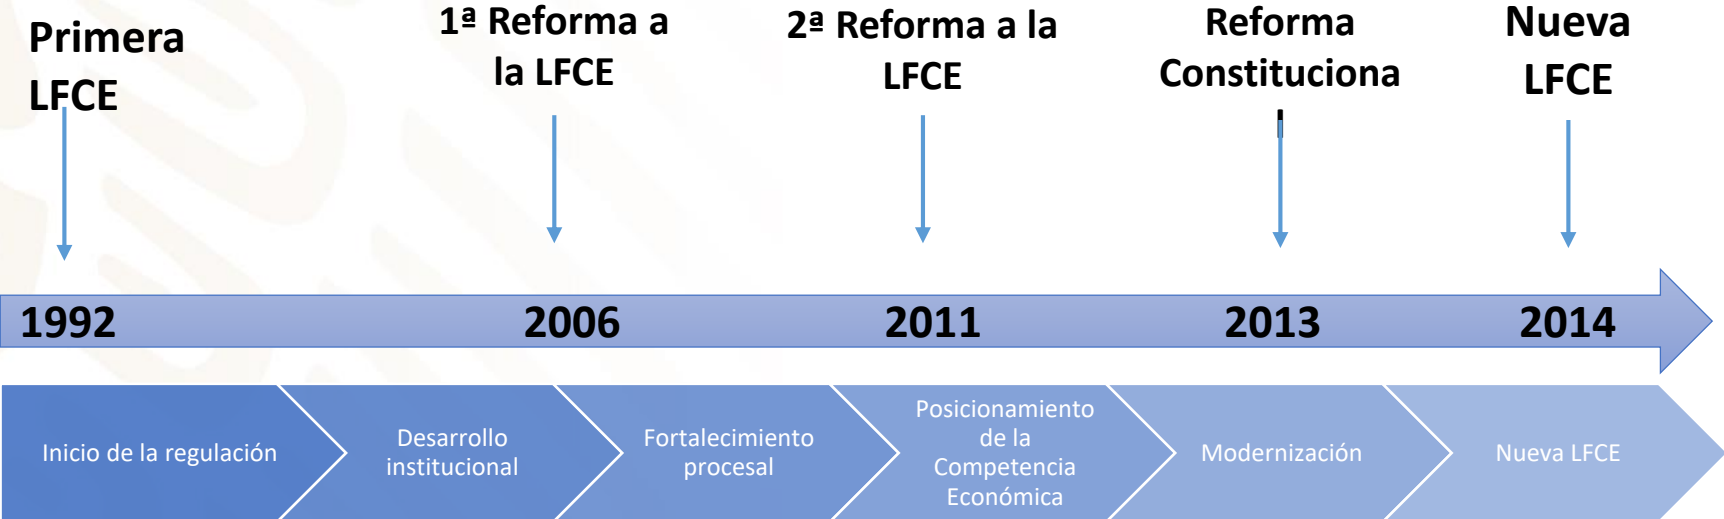 Primera
LFCE
1ª Reforma a
la LFCE
2ª Reforma a la
LFCE
Reforma
Constituciona
l
Nueva
LFCE
1992
2006
2011
2013
2014
Inicio de la regulación
Desarrollo
institucional
Fortalecimiento
procesal
Posicionamiento
de la
Competencia
Económica
Modernización
Nueva LFCE